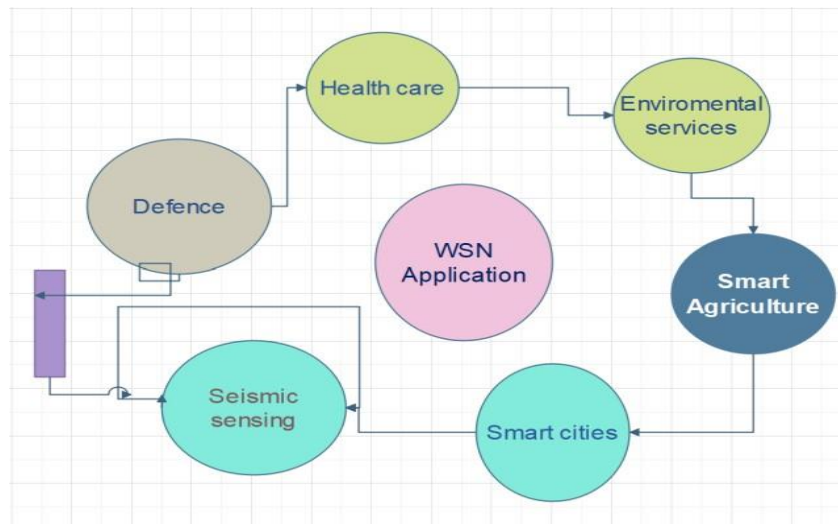 Health care
Enviromental
services
Defence
WSN
Application
Smart
Agriculture
Seismic
sensing
Smart cities